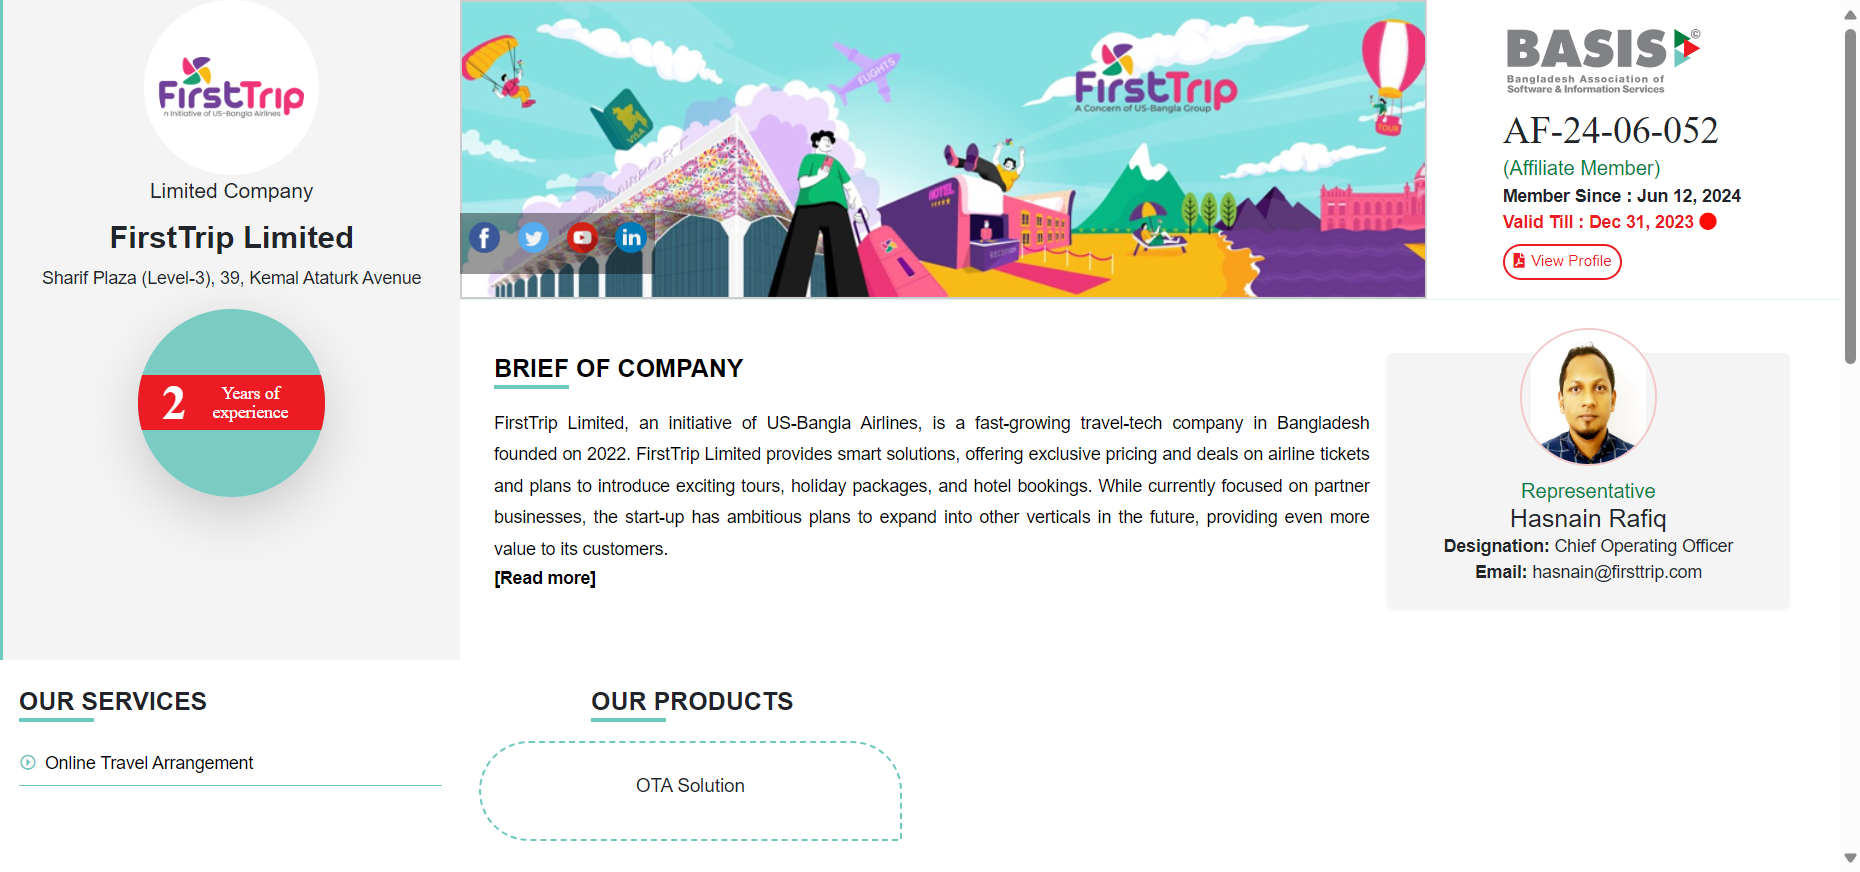 FirstTrip
n Initiative of US-Bangla Airlines
Limited Company
FirstTrip Limited
Sharif Plaza (Level-3), 39, Kemal Ataturk Avenue
2 Years of
experience
FLIGHTS
VISA
AIRPORT
FirstTrip
A Concern of US-Bangla Group
TOUR
HOTEL
RECEPTION
BASIS©
Bangladesh Association of
Software & Information Services
AF-24-06-052
(Affiliate Member)
Member Since : Jun 12, 2024
Valid Till : Dec 31, 2023
View Profile
BRIEF OF COMPANY
FirstTrip Limited, an initiative of US-Bangla Airlines, is a fast-growing travel-tech company in Bangladesh
founded on 2022. FirstTrip Limited provides smart solutions, offering exclusive pricing and deals on airline tickets
and plans to introduce exciting tours, holiday packages, and hotel bookings. While currently focused on partner
businesses, the start-up has ambitious plans to expand into other verticals in the future, providing even more
value to its customers.
[Read more]
Representative
Hasnain Rafiq
Designation: Chief Operating Officer
Email: hasnain@firsttrip.com
OUR SERVICES
Online Travel Arrangement
OUR PRODUCTS
OTA Solution